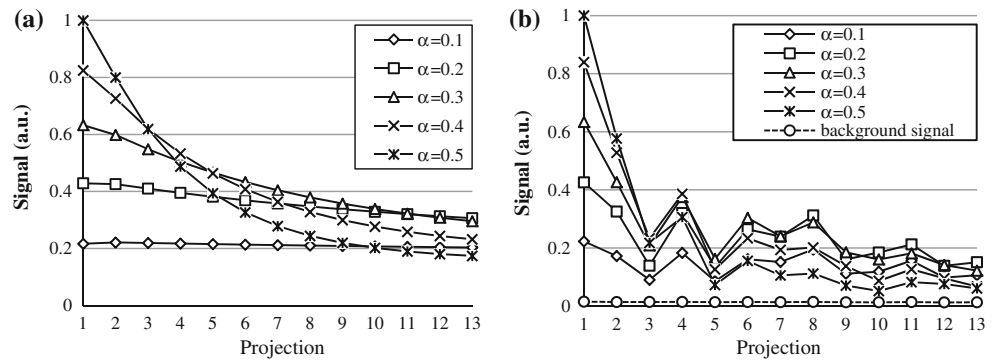 (a)
Signal (a.u.)
1
0.8
0.6
0.4
0.2
0
1 2 3 4 5 6 7 8 9 10 11 12 13
Projection
α=0.1
α=0.2
α=0.3
α=0.4
α=0.5
(b)
Signal (a.u.)
1
0.8
0.6
0.4
0.2
0
1 2 3 4 5 6 7 8 9 10 11 12 13
Projection
α=0.1
α=0.2
α=0.3
α=0.4
α=0.5
background signal